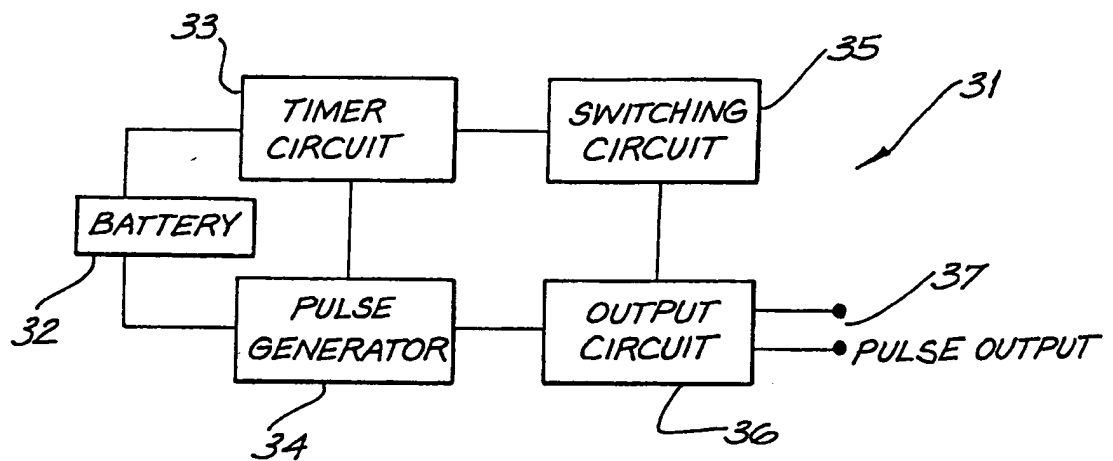 33
TIMER
CIRCUIT
SWITCHING
CIRCUIT
35
31
BATTERY
32
PULSE
GENERATOR
34
OUTPUT
CIRCUIT
36
37
PULSE OUTPUT